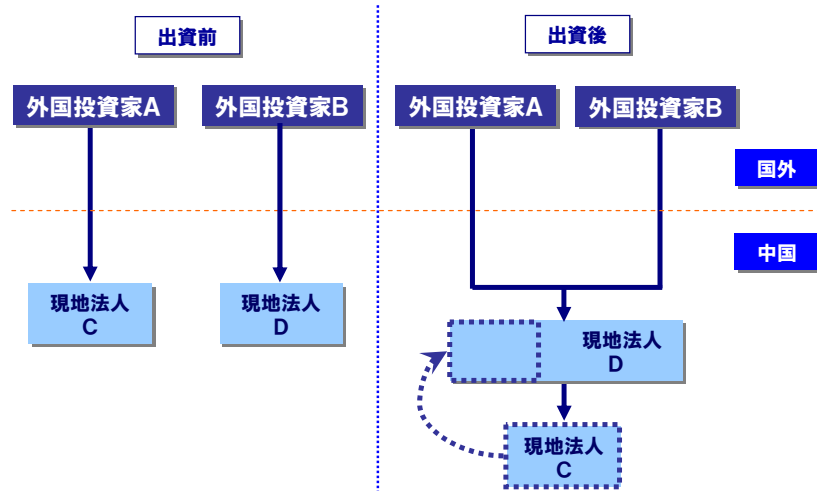 出資前
出資後
外国投資家A
外国投資家B
外国投資家A
外国投資家B
国外
中国
現地法人
C
現地法人
D
現地法人
D
現地法人
C